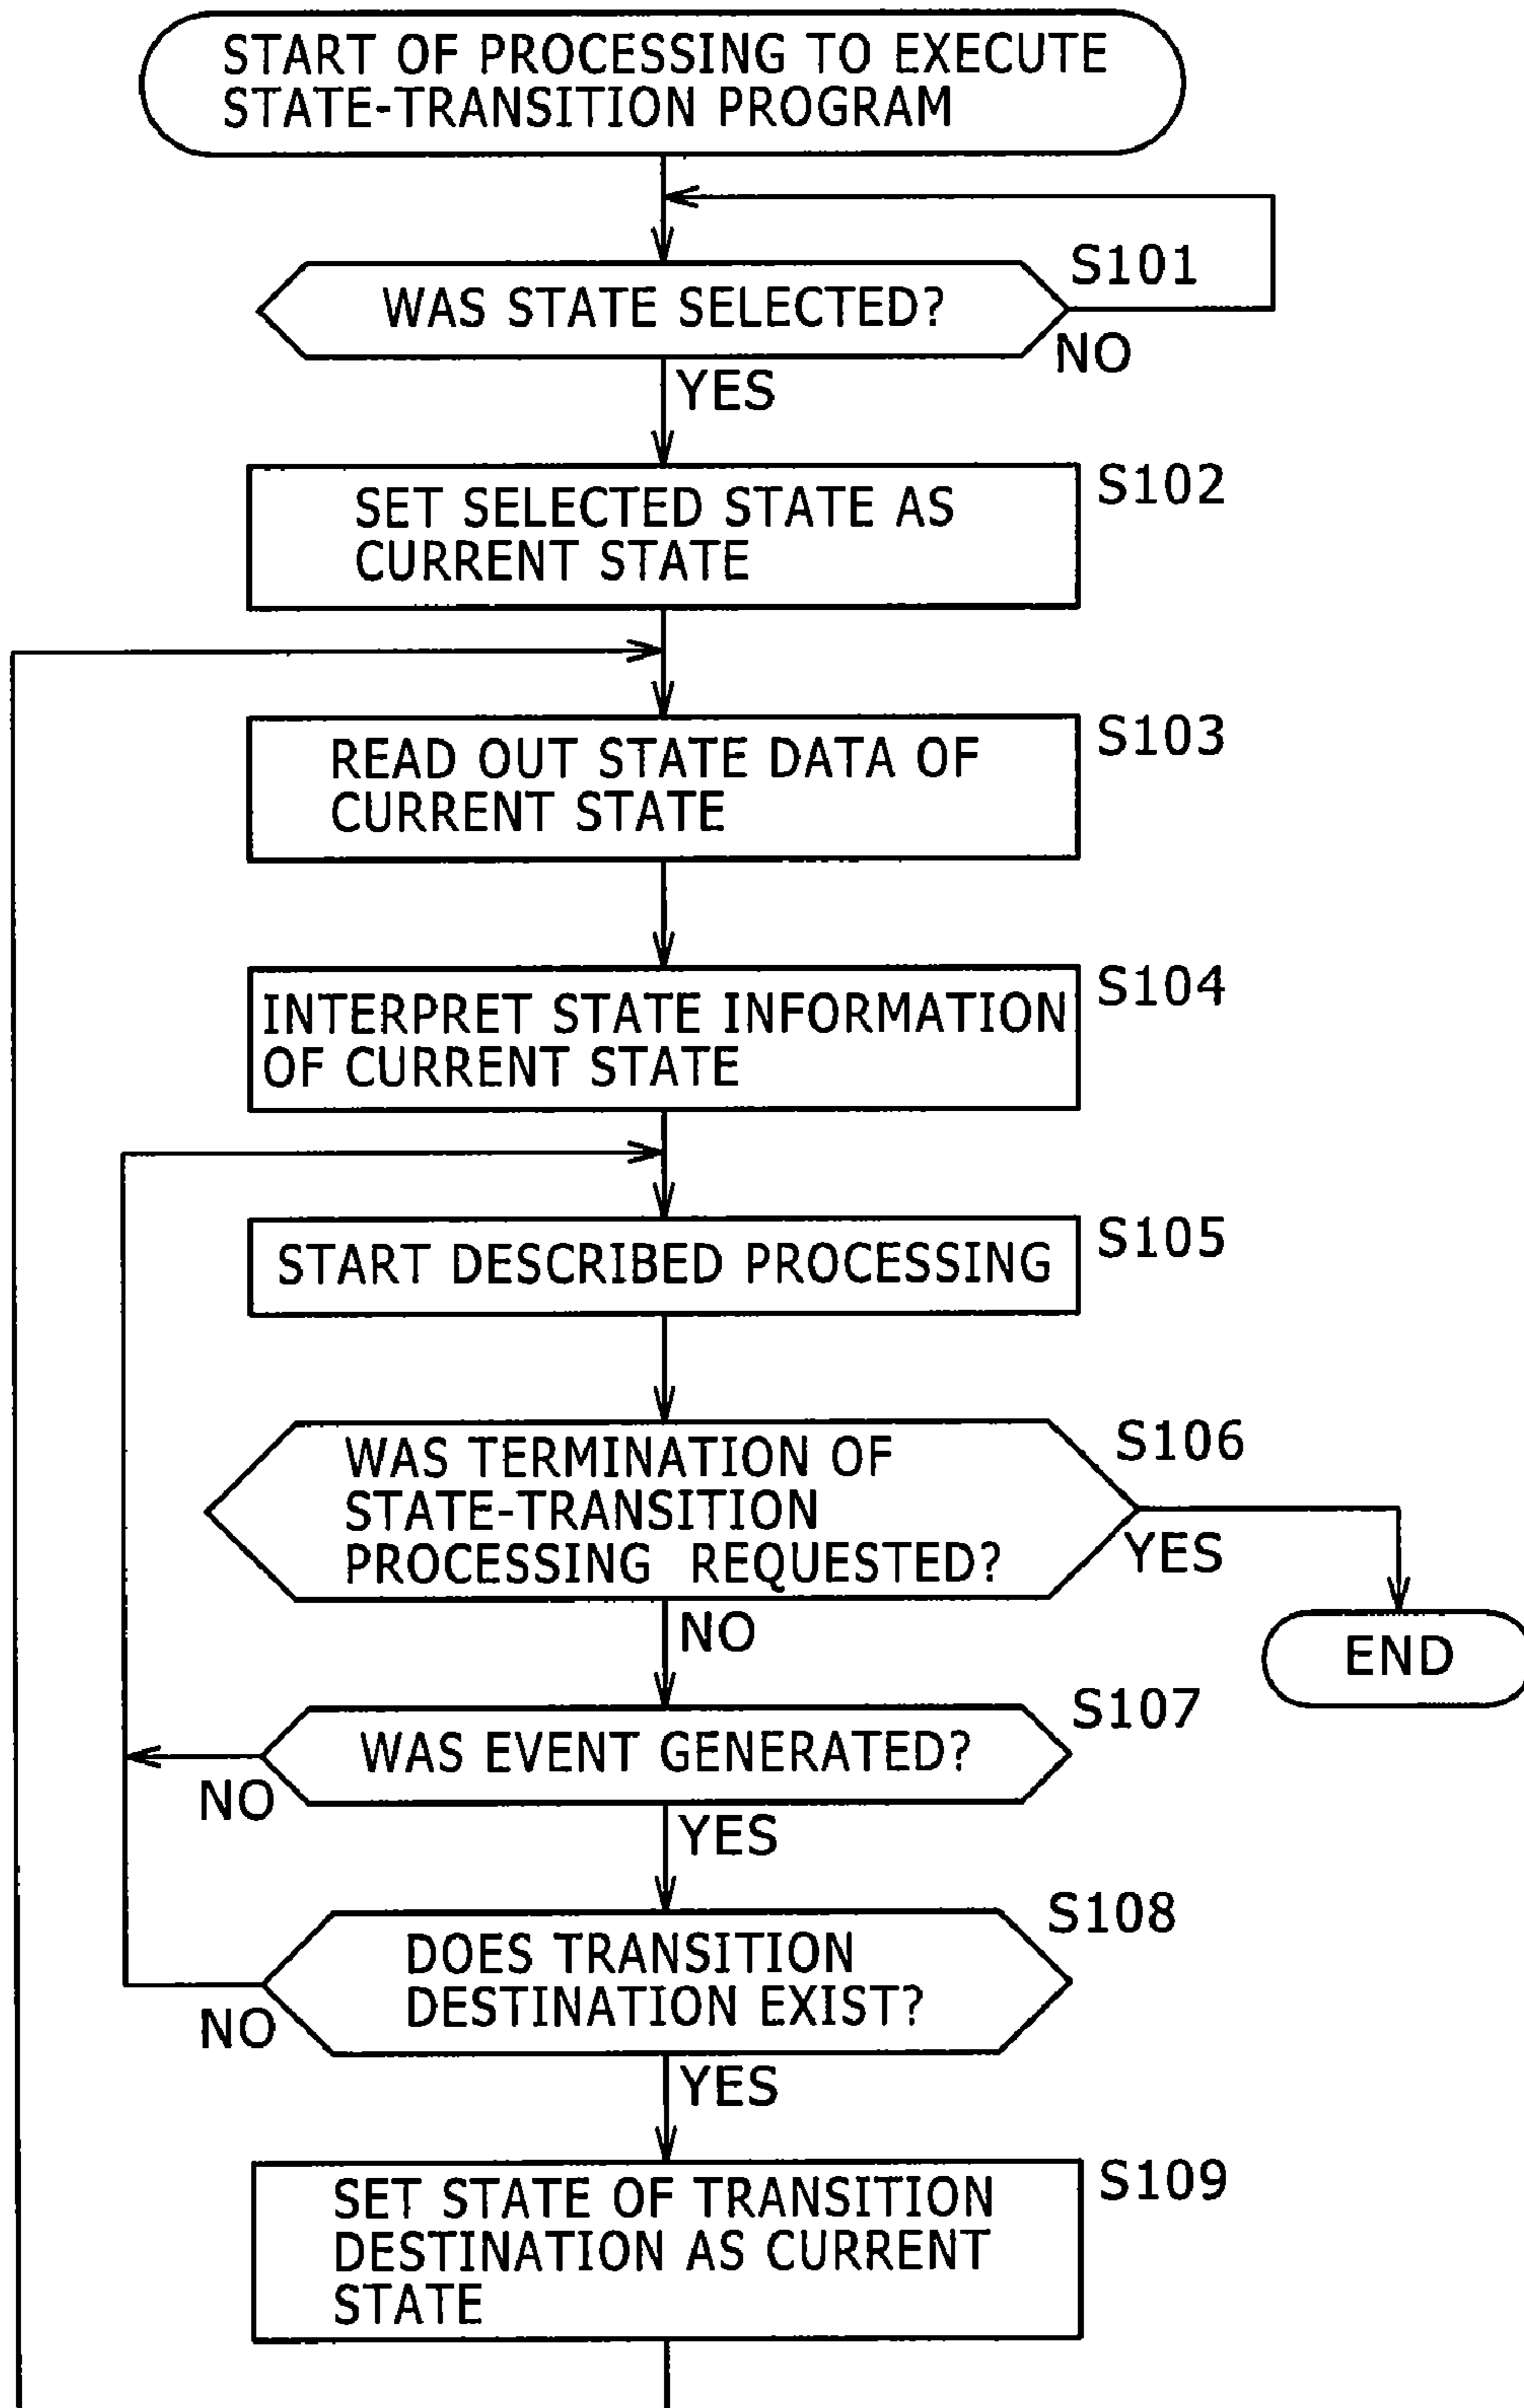 START OF PROCESSING TO EXECUTE
STATE-TRANSITION PROGRAM
S101
WAS STATE SELECTED?
NO
YES
S102
SET SELECTED STATE AS
CURRENT STATE
S103
READ OUT STATE DATA OF
CURRENT STATE
S104
INTERPRET STATE INFORMATION
OF CURRENT STATE
S105
START DESCRIBED PROCESSING
S106
WAS TERMINATION OF
STATE-TRANSITION
PROCESSING REQUESTED?
YES
NO
END
S107
WAS EVENT GENERATED?
NO
YES
S108
DOES TRANSITION
DESTINATION EXIST?
NO
YES
S109
SET STATE OF TRANSITION
DESTINATION AS CURRENT
STATE